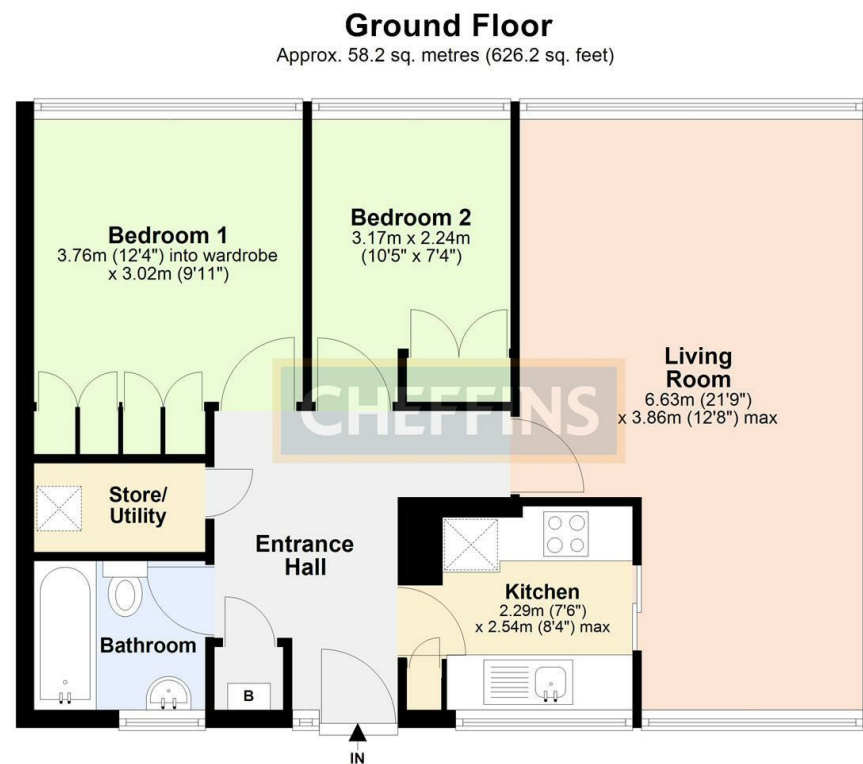 Ground Floor
Approx. 58.2 sq. metres (626.2 sq. feet)
Bedroom 1
3.76m (12'4") into wardrobe
x 3.02m (9'11")
Bedroom 2
3.17m x 2.24m
(10'5" x 7'4")
Living
Room
6.63m (21'9")
x 3.86m (12'8") max
CHEFFINS
Store/
Utility
Entrance
Hall
Kitchen
2.29m (7'6")
x 2.54m (8'4") max
Bathroom
B
IN